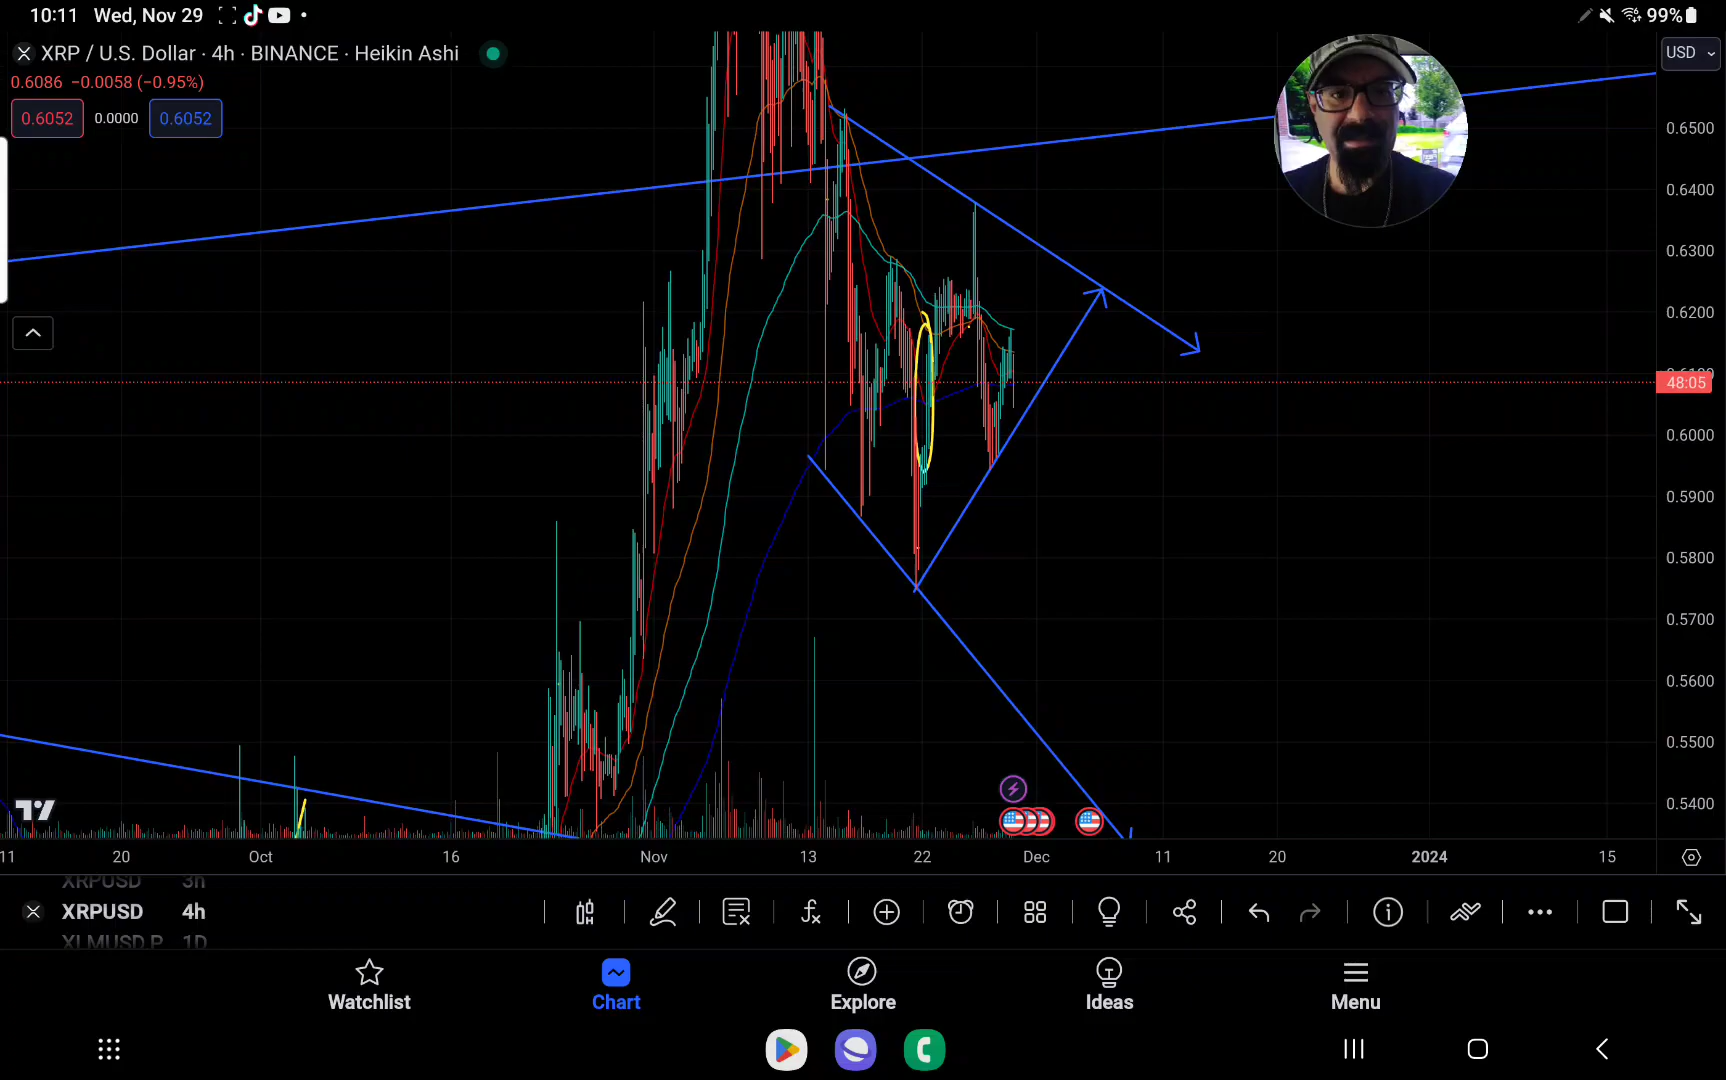 10:11 Wed, Nov 29 99%
XRP / U.S. Dollar · 4h · BINANCE · Heikin Ashi
USD
0.6086 −0.0058 (−0.95%)
0.6052 0.0000 0.6052
0.6500
0.6400
0.6300
0.6200
0.6100
48:05
0.6000
0.5900
0.5800
0.5700
0.5600
0.5500
0.5400
11 20 Oct 16 Nov 13 22 Dec 11 20 2024 15
XRPUSD 3h
XRPUSD 4h
XLMUSD.P 1D
Watchlist Chart Explore Ideas Menu